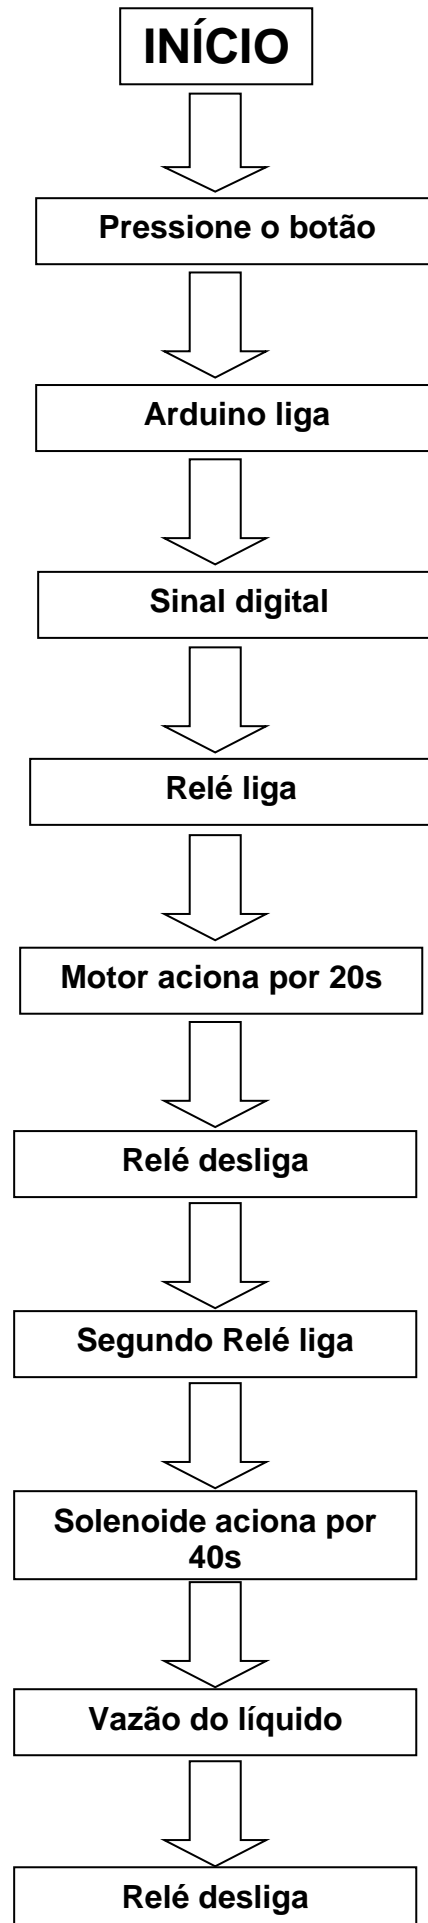 INÍCIO
Pressione o botão
Arduino liga
Sinal digital
Relé liga
Motor aciona por 20s
Relé desliga
Segundo Relé liga
Solenoide aciona por
40s
Vazão do líquido
Relé desliga